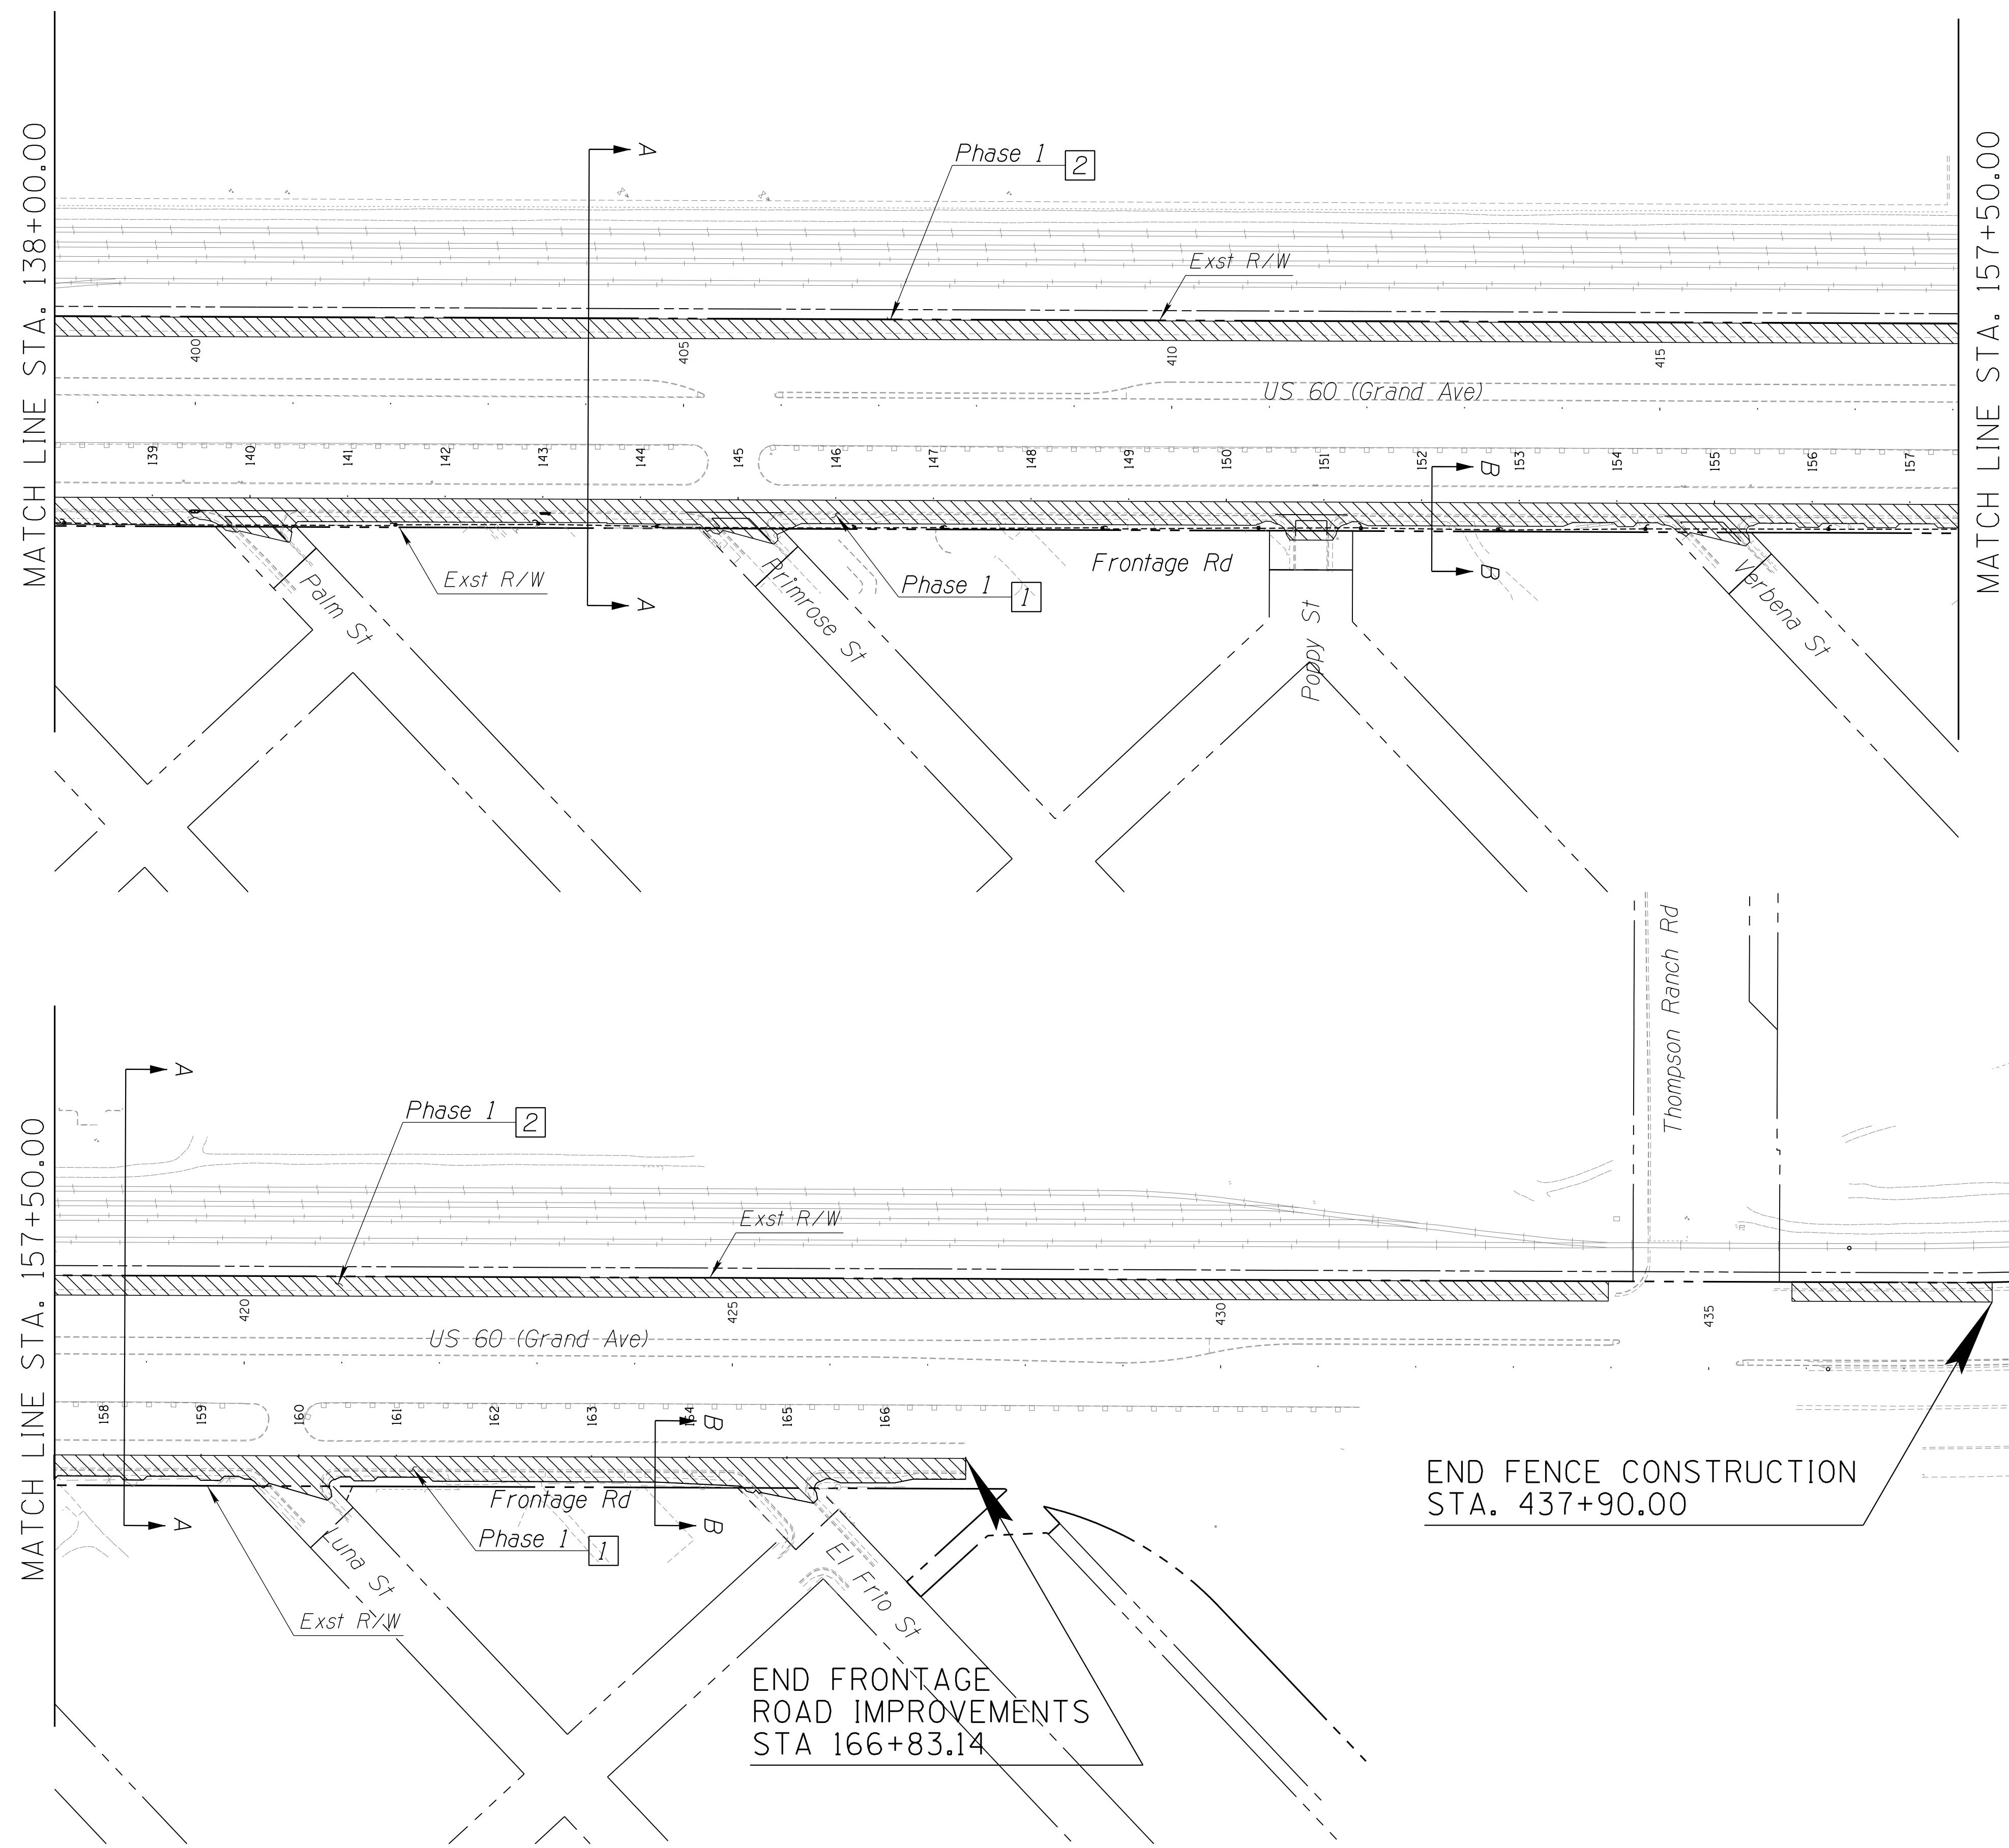 MATCH LINE STA. 138+00.00
MATCH LINE STA. 157+50.00
A
Phase 1 2
Exst R/W
400
405
410
415
US 60 (Grand Ave)
139
140
141
142
143
144
145
146
147
148
149
150
151
152
153
154
155
156
157
B
Exst R/W
Frontage Rd
B
Phase 1 1
A
Palm St
Primrose St
Poppy St
Verbena St
Thompson Ranch Rd
MATCH LINE STA. 157+50.00
A
Phase 1 2
Exst R/W
420
425
430
435
US 60 (Grand Ave)
158
159
160
161
162
163
164
165
166
B
END FENCE CONSTRUCTION
STA. 437+90.00
Frontage Rd
A
B
Phase 1 1
Luna St
El Frio St
Exst R/W
END FRONTAGE
ROAD IMPROVEMENTS
STA 166+83.14